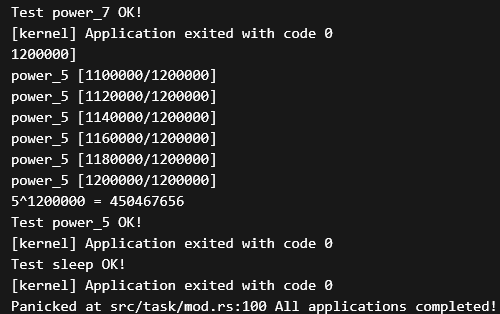 Test power_7 OK!
[kernel] Application exited with code 0
1200000]
power_5 [1100000/1200000]
power_5 [1120000/1200000]
power_5 [1140000/1200000]
power_5 [1160000/1200000]
power_5 [1180000/1200000]
power_5 [1200000/1200000]
5^1200000 = 450467656
Test power_5 OK!
[kernel] Application exited with code 0
Test sleep OK!
[kernel] Application exited with code 0
Panicked at src/task/mod.rs:100 All applications completed!